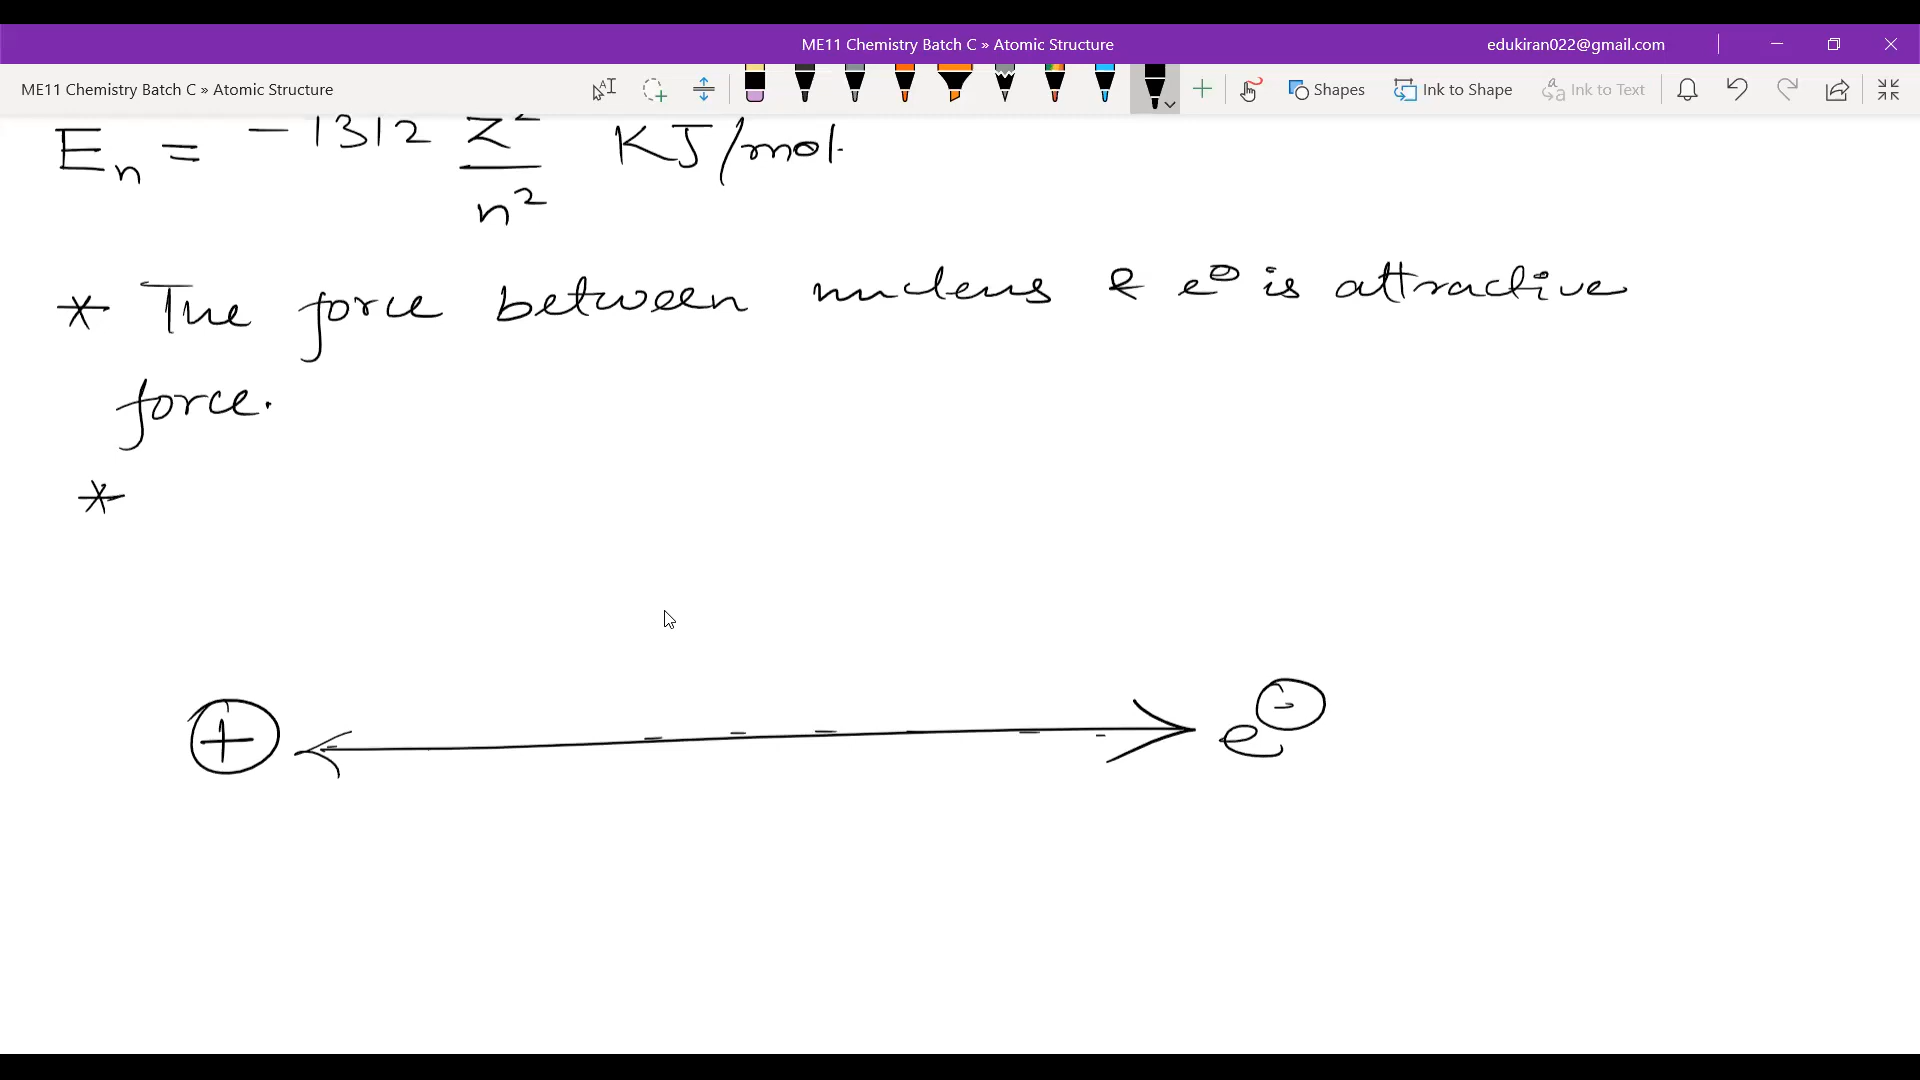 ME11 Chemistry Batch C » Atomic Structure
edukiran022@gmail.com
ME11 Chemistry Batch C » Atomic Structure
Shapes
Ink to Shape
Ink to Text
Eₙ = -1312 Z²/n² KJ/mol.
* The force between nucleus & e⊖ is attractive
force.
*
⊕ e⊖